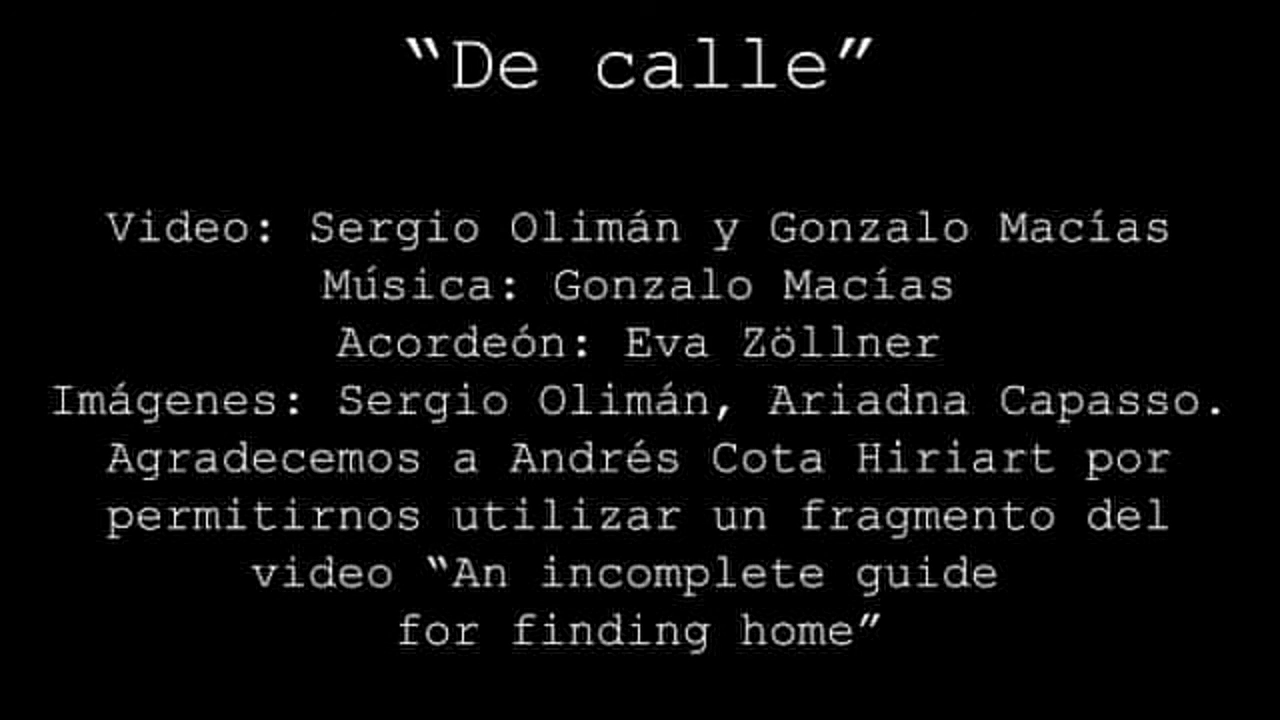 “De calle”
Video: Sergio Olimán y Gonzalo Macías
Música: Gonzalo Macías
Acordeón: Eva Zöllner
Imágenes: Sergio Olimán, Ariadna Capasso.
Agradecemos a Andrés Cota Hiriart por
permitirnos utilizar un fragmento del
video “An incomplete guide
for finding home”